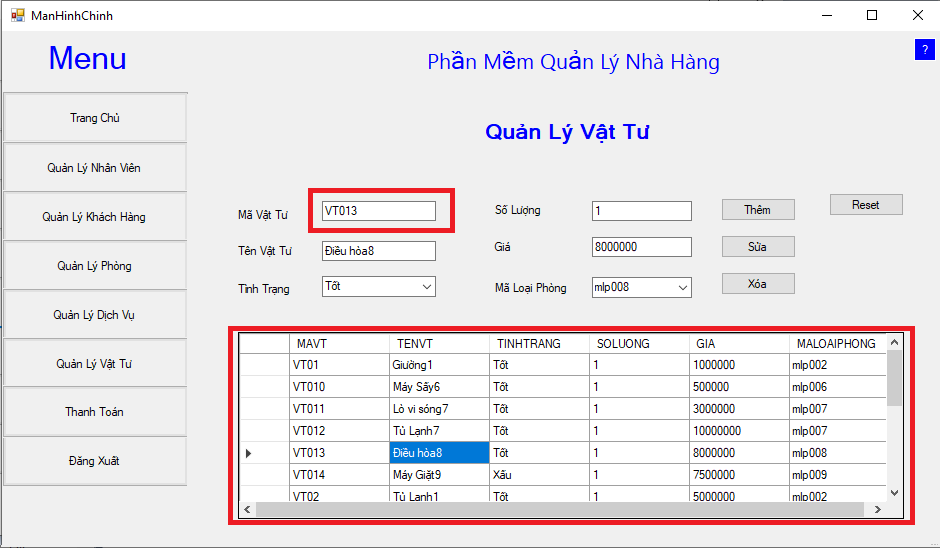 ManHinhChinh
Menu
Phần Mềm Quản Lý Nhà Hàng
?
Trang Chủ
Quản Lý Nhân Viên
Quản Lý Khách Hàng
Quản Lý Phòng
Quản Lý Dịch Vụ
Quản Lý Vật Tư
Thanh Toán
Đăng Xuất
Quản Lý Vật Tư
Mã Vật Tư VT013 Số Lượng 1 Thêm Reset
Tên Vật Tư Điều hòa8 Giá 8000000 Sửa
Tình Trạng Tốt Mã Loại Phòng mlp008 Xóa
MAVT TENVT TINHTRANG SOLUONG GIA MALOAIPHONG
VT01 Giường1 Tốt 1 1000000 mlp002
VT010 Máy Sấy6 Tốt 1 500000 mlp006
VT011 Lò vi sóng7 Tốt 1 3000000 mlp007
VT012 Tủ Lạnh7 Tốt 1 10000000 mlp007
VT013 Điều hòa8 Tốt 1 8000000 mlp008
VT014 Máy Giặt9 Xấu 1 7500000 mlp009
VT02 Tủ Lạnh1 Tốt 1 5000000 mlp002